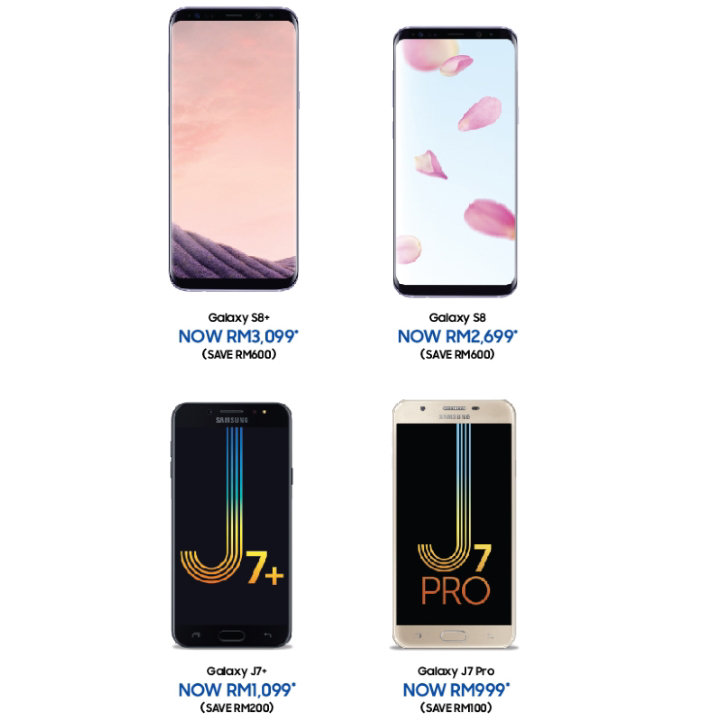 Galaxy S8+
NOW RM3,099*
(SAVE RM600)
Galaxy S8
NOW RM2,699*
(SAVE RM600)
SAMSUNG
J7+
SAMSUNG
J7
PRO
Galaxy J7+
NOW RM1,099*
(SAVE RM200)
Galaxy J7 Pro
NOW RM999*
(SAVE RM100)